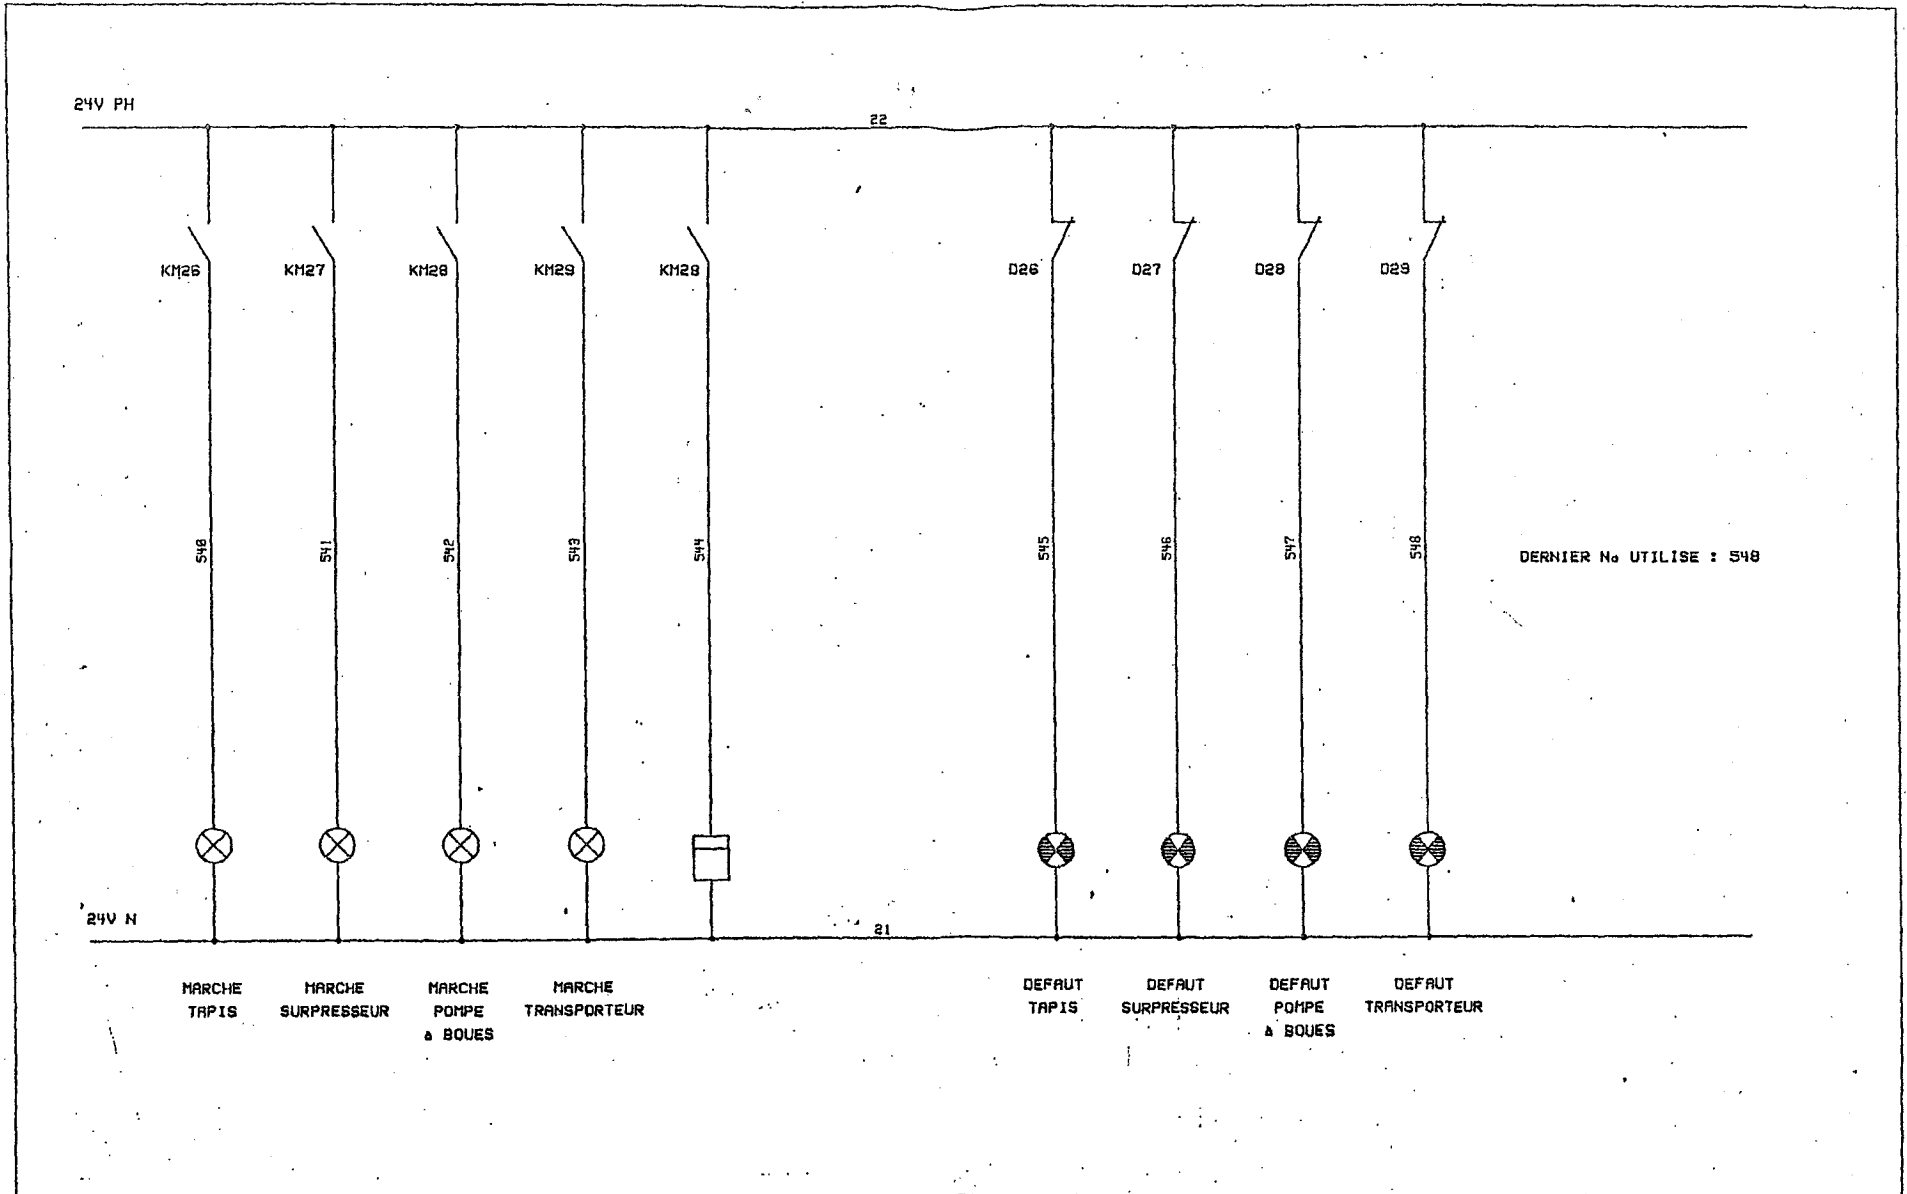 24V PH
22
KM26
KM27
KM28
KM29
KM28
D26
D27
D28
D29
540
541
542
543
544
545
546
547
548
DERNIER No UTILISE : 548
24V N
21
MARCHE
TAPIS
MARCHE
SURPRESSEUR
MARCHE
POMPE
à BOUES
MARCHE
TRANSPORTEUR
DEFAUT
TAPIS
DEFAUT
SURPRESSEUR
DEFAUT
POMPE
à BOUES
DEFAUT
TRANSPORTEUR